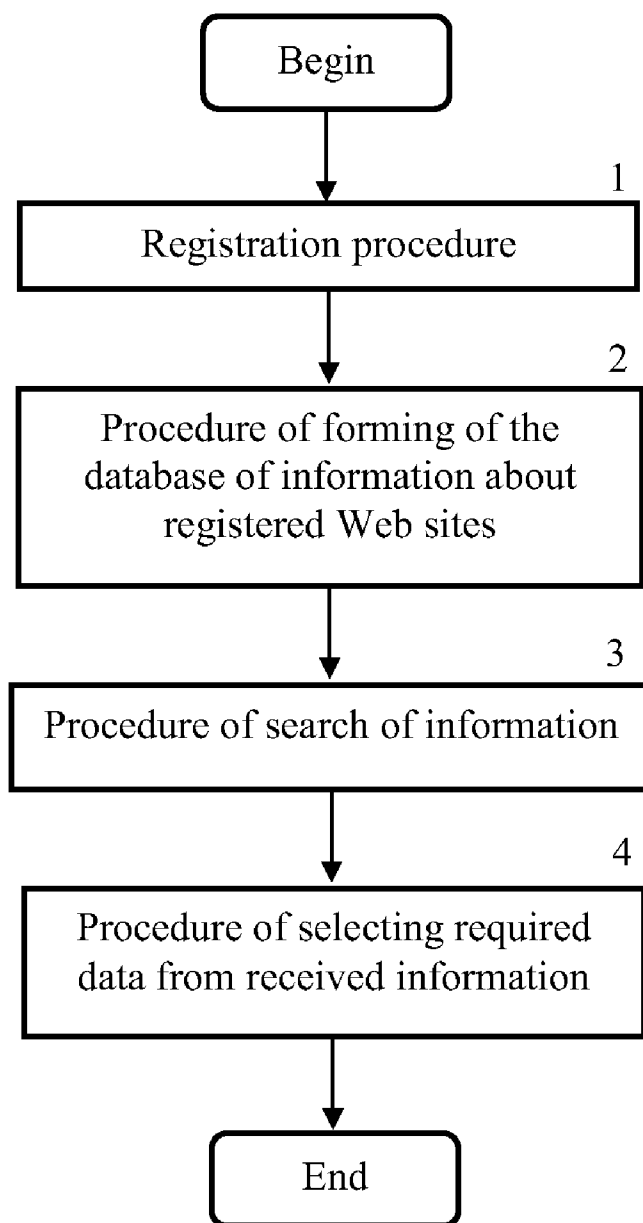 Begin
1
Registration procedure
2
Procedure of forming of the
database of information about
registered Web sites
3
Procedure of search of information
4
Procedure of selecting required
data from received information
End